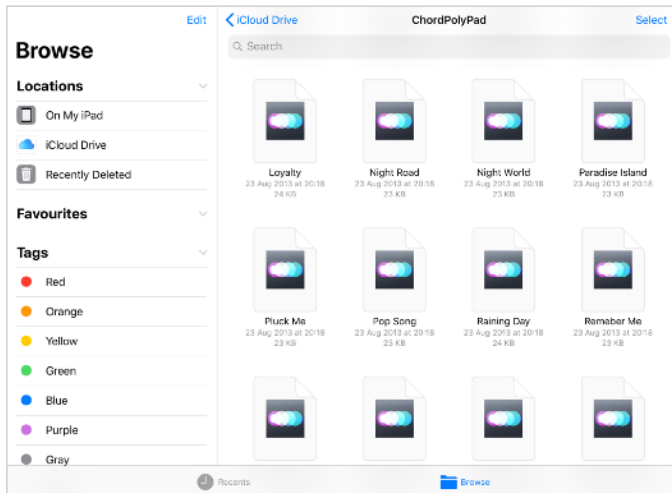 Edit
Browse
Locations
On My iPad
iCloud Drive
Recently Deleted
Favourites
Tags
Red
Orange
Yellow
Green
Blue
Purple
Gray
iCloud Drive
ChordPolyPad
Select
Search
Loyalty
23 Aug 2013 at 20:18
24 KB
Night Road
23 Aug 2013 at 20:18
23 KB
Night World
23 Aug 2013 at 20:18
23 KB
Paradise Island
23 Aug 2013 at 20:18
23 KB
Pluck Me
23 Aug 2013 at 20:18
23 KB
Pop Song
23 Aug 2013 at 20:18
23 KB
Raining Day
23 Aug 2013 at 20:18
24 KB
Remeber Me
23 Aug 2013 at 20:18
23 KB
Recents
Browse